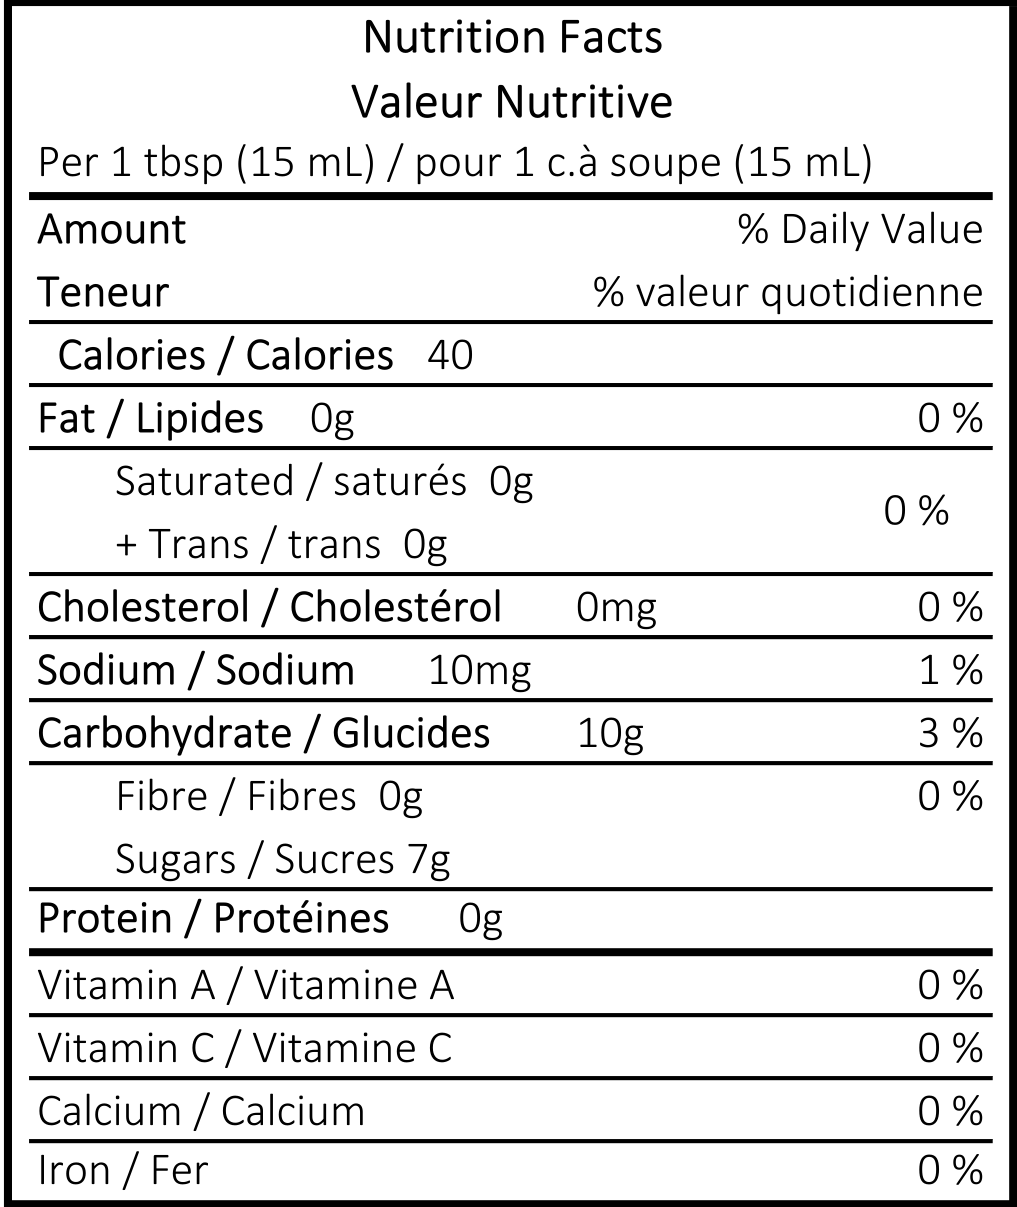 Nutrition Facts
Valeur Nutritive
Per 1 tbsp (15 mL) / pour 1 c.à soupe (15 mL)
Amount % Daily Value
Teneur % valeur quotidienne
Calories / Calories 40
Fat / Lipides 0g 0 %
Saturated / saturés 0g
+ Trans / trans 0g 0 %
Cholesterol / Cholestérol 0mg 0 %
Sodium / Sodium 10mg 1 %
Carbohydrate / Glucides 10g 3 %
Fibre / Fibres 0g 0 %
Sugars / Sucres 7g
Protein / Protéines 0g
Vitamin A / Vitamine A 0 %
Vitamin C / Vitamine C 0 %
Calcium / Calcium 0 %
Iron / Fer 0 %